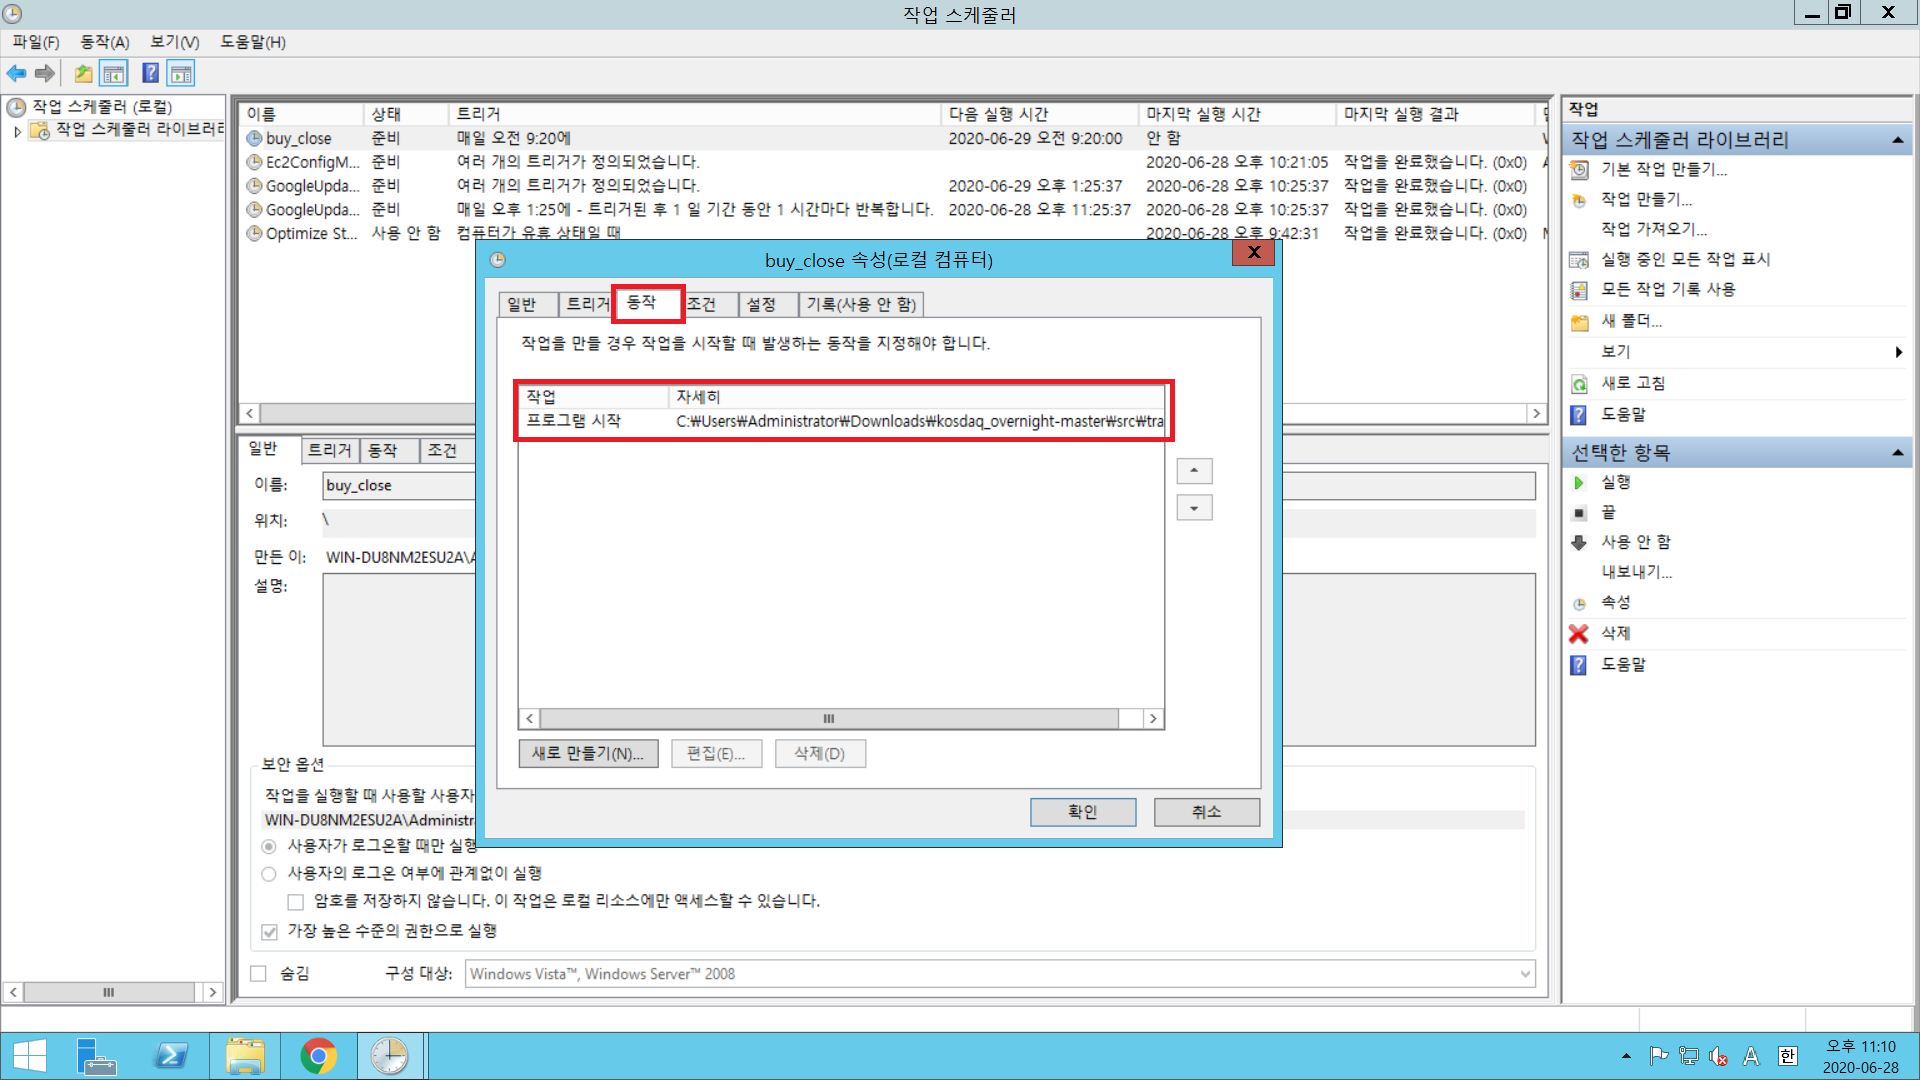 작업 스케줄러
파일(F) 동작(A) 보기(V) 도움말(H)
작업 스케줄러 (로컬)
작업 스케줄러 라이브러리
이름 상태 트리거 다음 실행 시간 마지막 실행 시간 마지막 실행 결과
buy_close 준비 매일 오전 9:20에 2020-06-29 오전 9:20:00 안 함
Ec2ConfigM... 준비 여러 개의 트리거가 정의되었습니다. 2020-06-28 오후 10:21:05 작업을 완료했습니다. (0x0)
GoogleUpda... 준비 여러 개의 트리거가 정의되었습니다. 2020-06-29 오후 1:25:37 2020-06-28 오후 10:25:37 작업을 완료했습니다. (0x0)
GoogleUpda... 준비 매일 오후 1:25에 - 트리거된 후 1 일 기간 동안 1 시간마다 반복합니다. 2020-06-28 오후 11:25:37 2020-06-28 오후 10:25:37 작업을 완료했습니다. (0x0)
Optimize St... 사용 안 함 컴퓨터가 유휴 상태일 때 2020-06-28 오후 9:42:31 작업을 완료했습니다. (0x0)
buy_close 속성(로컬 컴퓨터)
일반 트리거 동작 조건 설정 기록(사용 안 함)
작업을 만들 경우 작업을 시작할 때 발생하는 동작을 지정해야 합니다.
작업 자세히
프로그램 시작 C:₩Users₩Administrator₩Downloads₩kosdaq_overnight-master₩src₩tra
새로 만들기(N)... 편집(E)... 삭제(D)
확인 취소
일반 트리거 동작 조건
이름: buy_close
위치: \
만든 이: WIN-DU8NM2ESU2A\A
설명:
보안 옵션
작업을 실행할 때 사용할 사용자
WIN-DU8NM2ESU2A\Administra
사용자가 로그온할 때만 실행
사용자의 로그온 여부에 관계없이 실행
암호를 저장하지 않습니다. 이 작업은 로컬 리소스에만 액세스할 수 있습니다.
가장 높은 수준의 권한으로 실행
숨김 구성 대상: Windows Vista™, Windows Server™ 2008
작업
작업 스케줄러 라이브러리
기본 작업 만들기...
작업 만들기...
작업 가져오기...
실행 중인 모든 작업 표시
모든 작업 기록 사용
새 폴더...
보기
새로 고침
도움말
선택한 항목
실행
끝
사용 안 함
내보내기...
속성
삭제
도움말
A 한
오후 11:10
2020-06-28